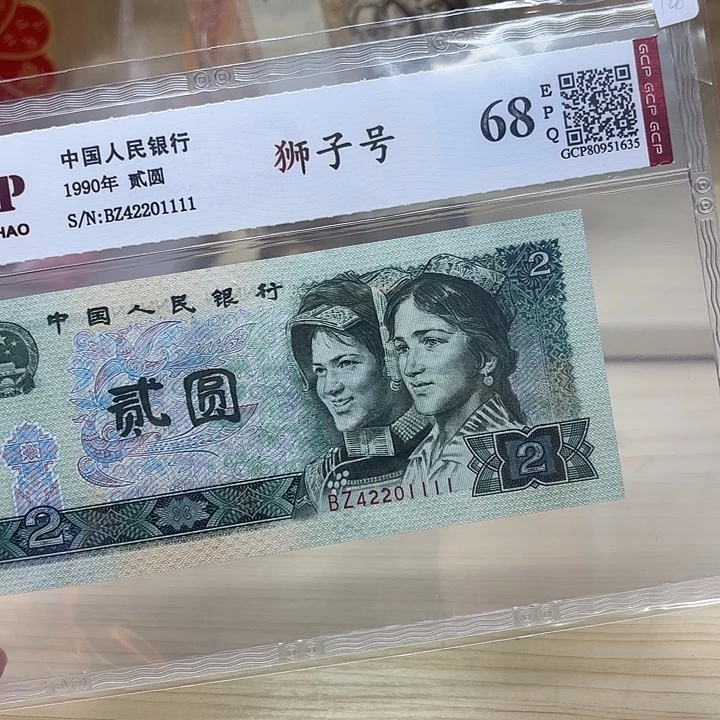 中国人民银行
1990年 贰圆
S/N:BZ42201111
狮子号
68
EPQ
GCP80951635
GCP GCP GCP
P
HAO
中国人民银行
贰圆
2
2
2
BZ42201111